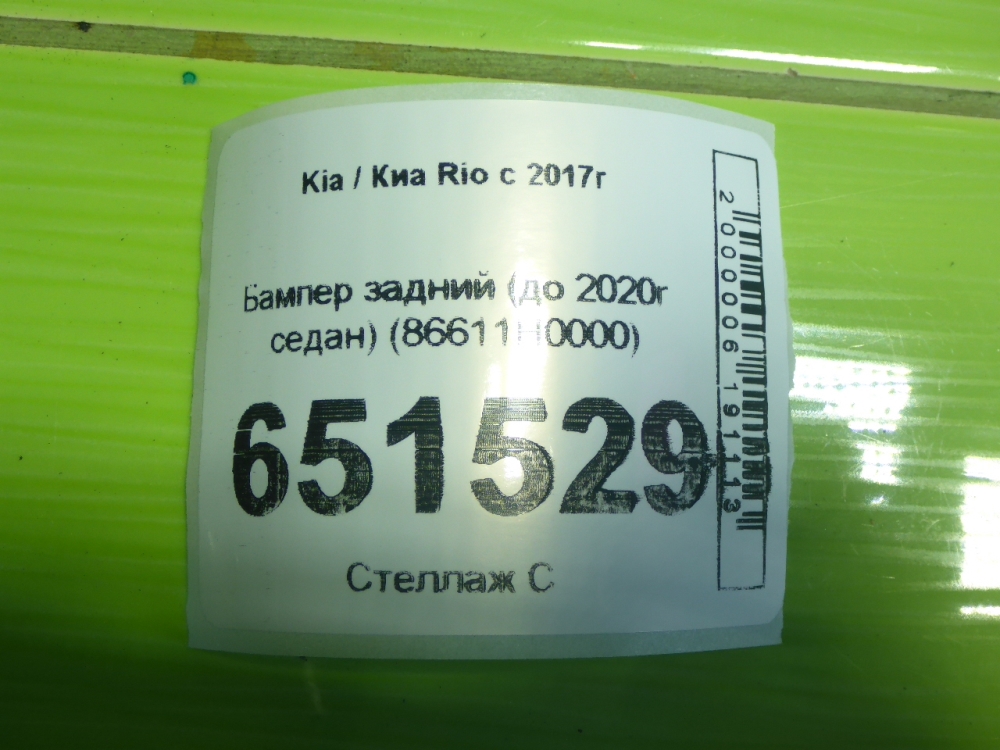 Kia / Киа Rio с 2017г
Бампер задний (до 2020г
седан) (86611H0000)
651529
Стеллаж С
2000006191113